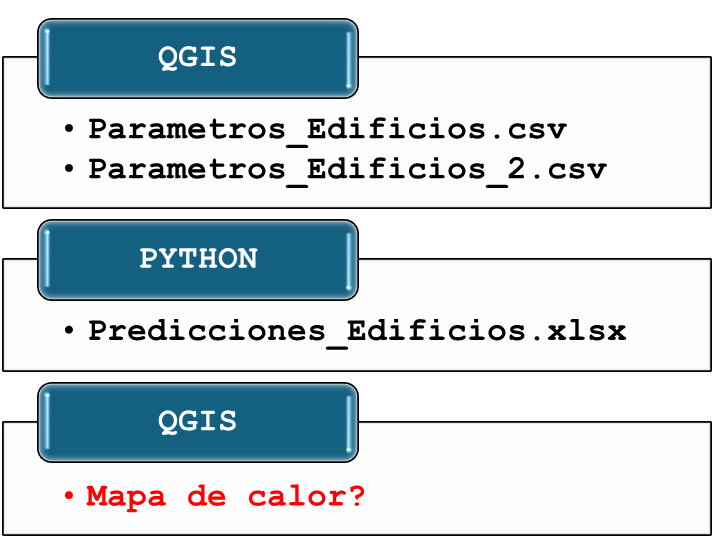 QGIS
• Parametros_Edificios.csv
• Parametros_Edificios_2.csv
PYTHON
• Predicciones_Edificios.xlsx
QGIS
• Mapa de calor?